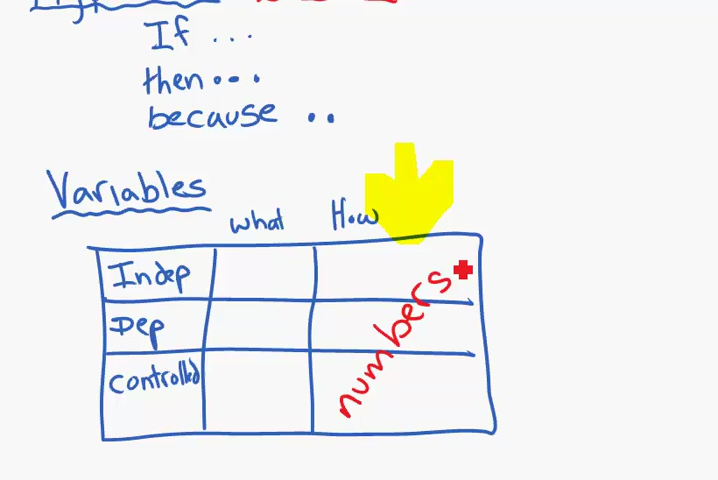 If ...
then...
because ..
Variables
what How
Indep
Dep
controlled
numbers